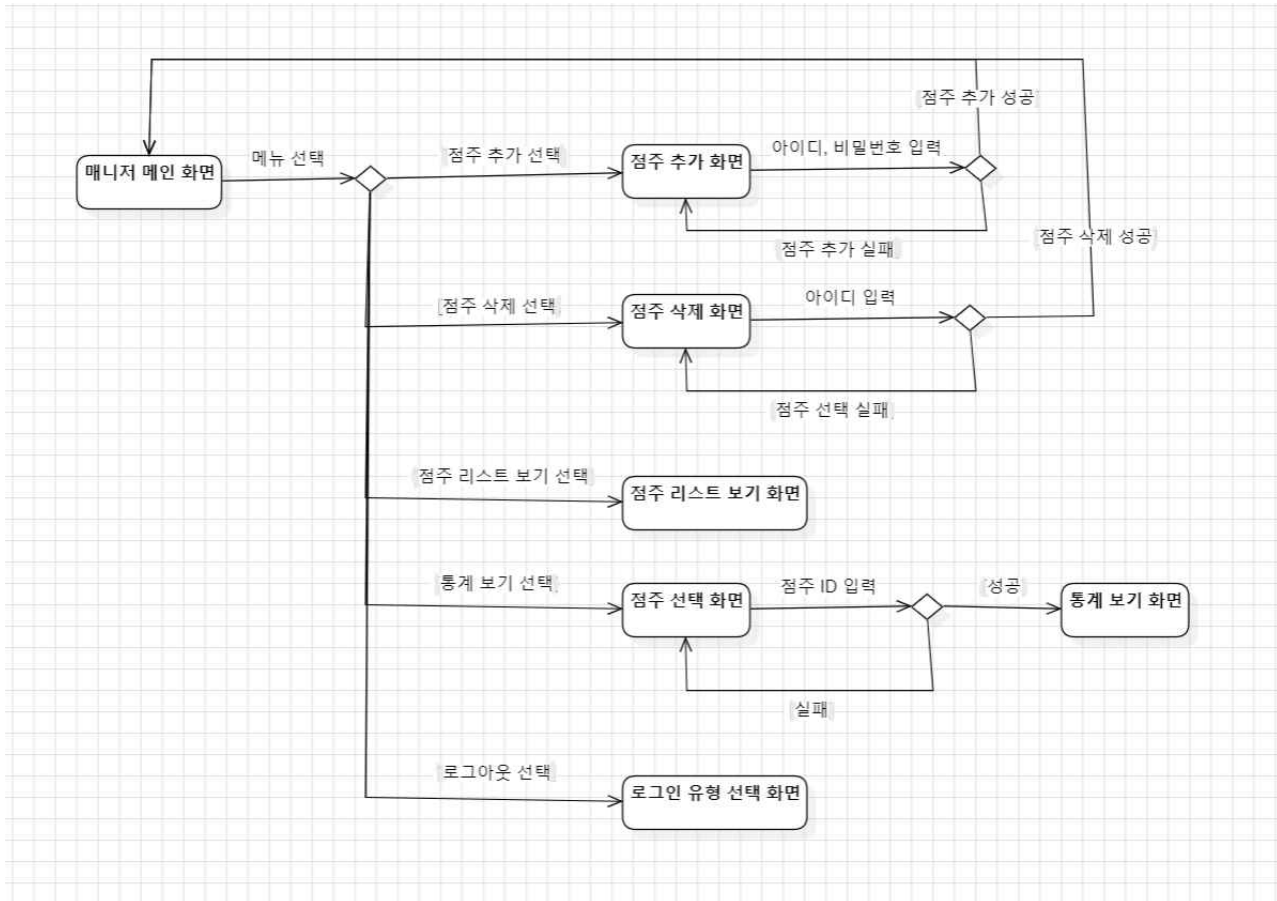 [점주 추가 성공]
메뉴 선택
[점주 추가 선택]
아이디, 비밀번호 입력
매니저 메인 화면
점주 추가 화면
[점주 추가 실패]
[점주 삭제 성공]
[점주 삭제 선택]
아이디 입력
점주 삭제 화면
[점주 선택 실패]
[점주 리스트 보기 선택]
점주 리스트 보기 화면
[통계 보기 선택]
점주 ID 입력
[성공]
점주 선택 화면
통계 보기 화면
[실패]
[로그아웃 선택]
로그인 유형 선택 화면